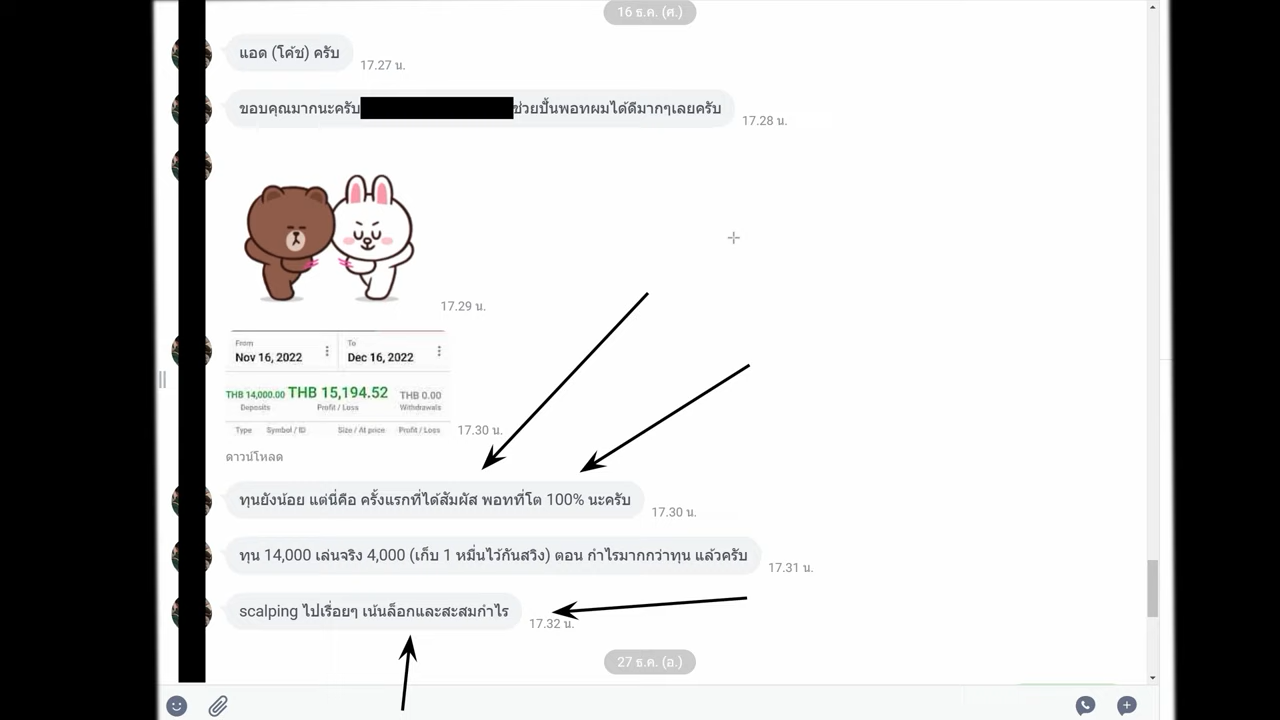 16 ธ.ค. (ศ.)
แอด (โค้ช) ครับ
17.27 น.
ขอบคุณมากนะครับ ช่วยปั้นพอทผมได้ดีมากๆเลยครับ
17.28 น.
17.29 น.
From To
Nov 16, 2022 Dec 16, 2022
THB 14,000.00 THB 15,194.52 THB 0.00
Deposits Profit / Loss Withdrawals
Type Symbol / ID Size / At price Profit / Loss
17.30 น.
ดาวน์โหลด
ทุนยังน้อย แต่นี่คือ ครั้งแรกที่ได้สัมผัส พอทที่โต 100% นะครับ
17.30 น.
ทุน 14,000 เล่นจริง 4,000 (เก็บ 1 หมื่นไว้กันสวิง) ตอน กำไรมากกว่าทุน แล้วครับ
17.31 น.
scalping ไปเรื่อยๆ เน้นล็อกและสะสมกำไร
17.32 น.
27 ธ.ค. (อ.)